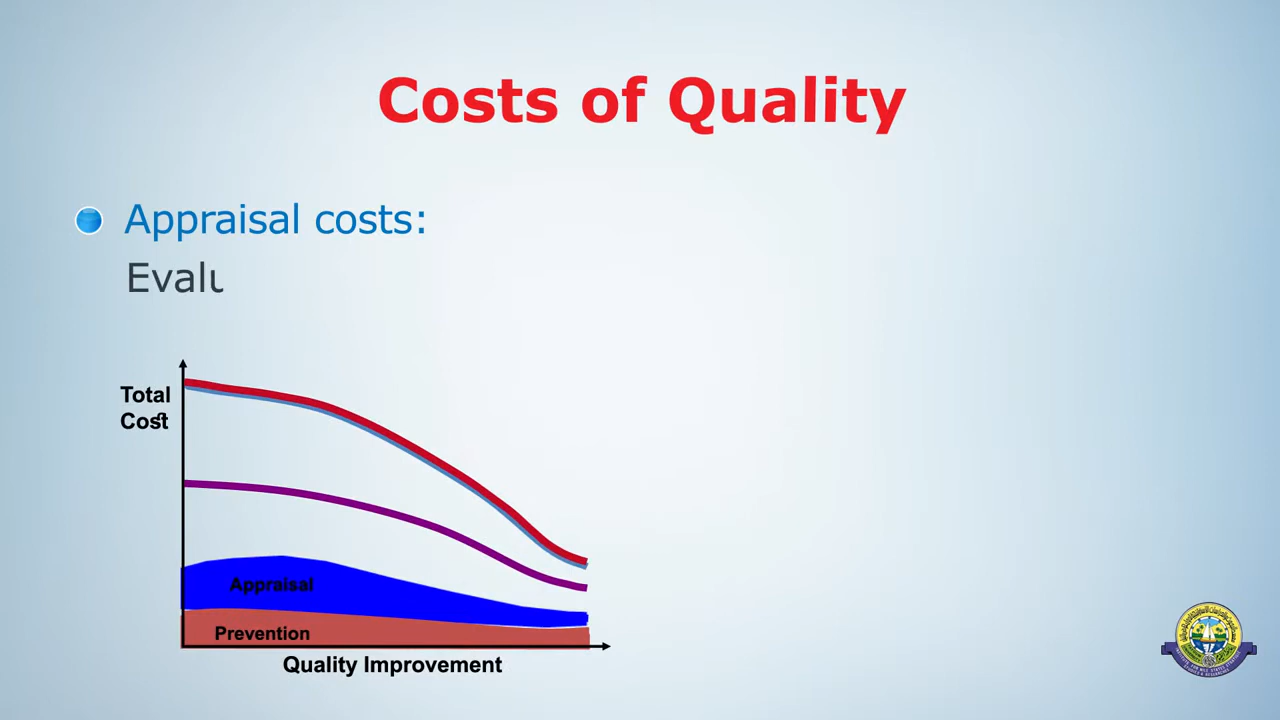 Costs of Quality
Appraisal costs:
Evalu
Total
Cost
Appraisal
Prevention
Quality Improvement